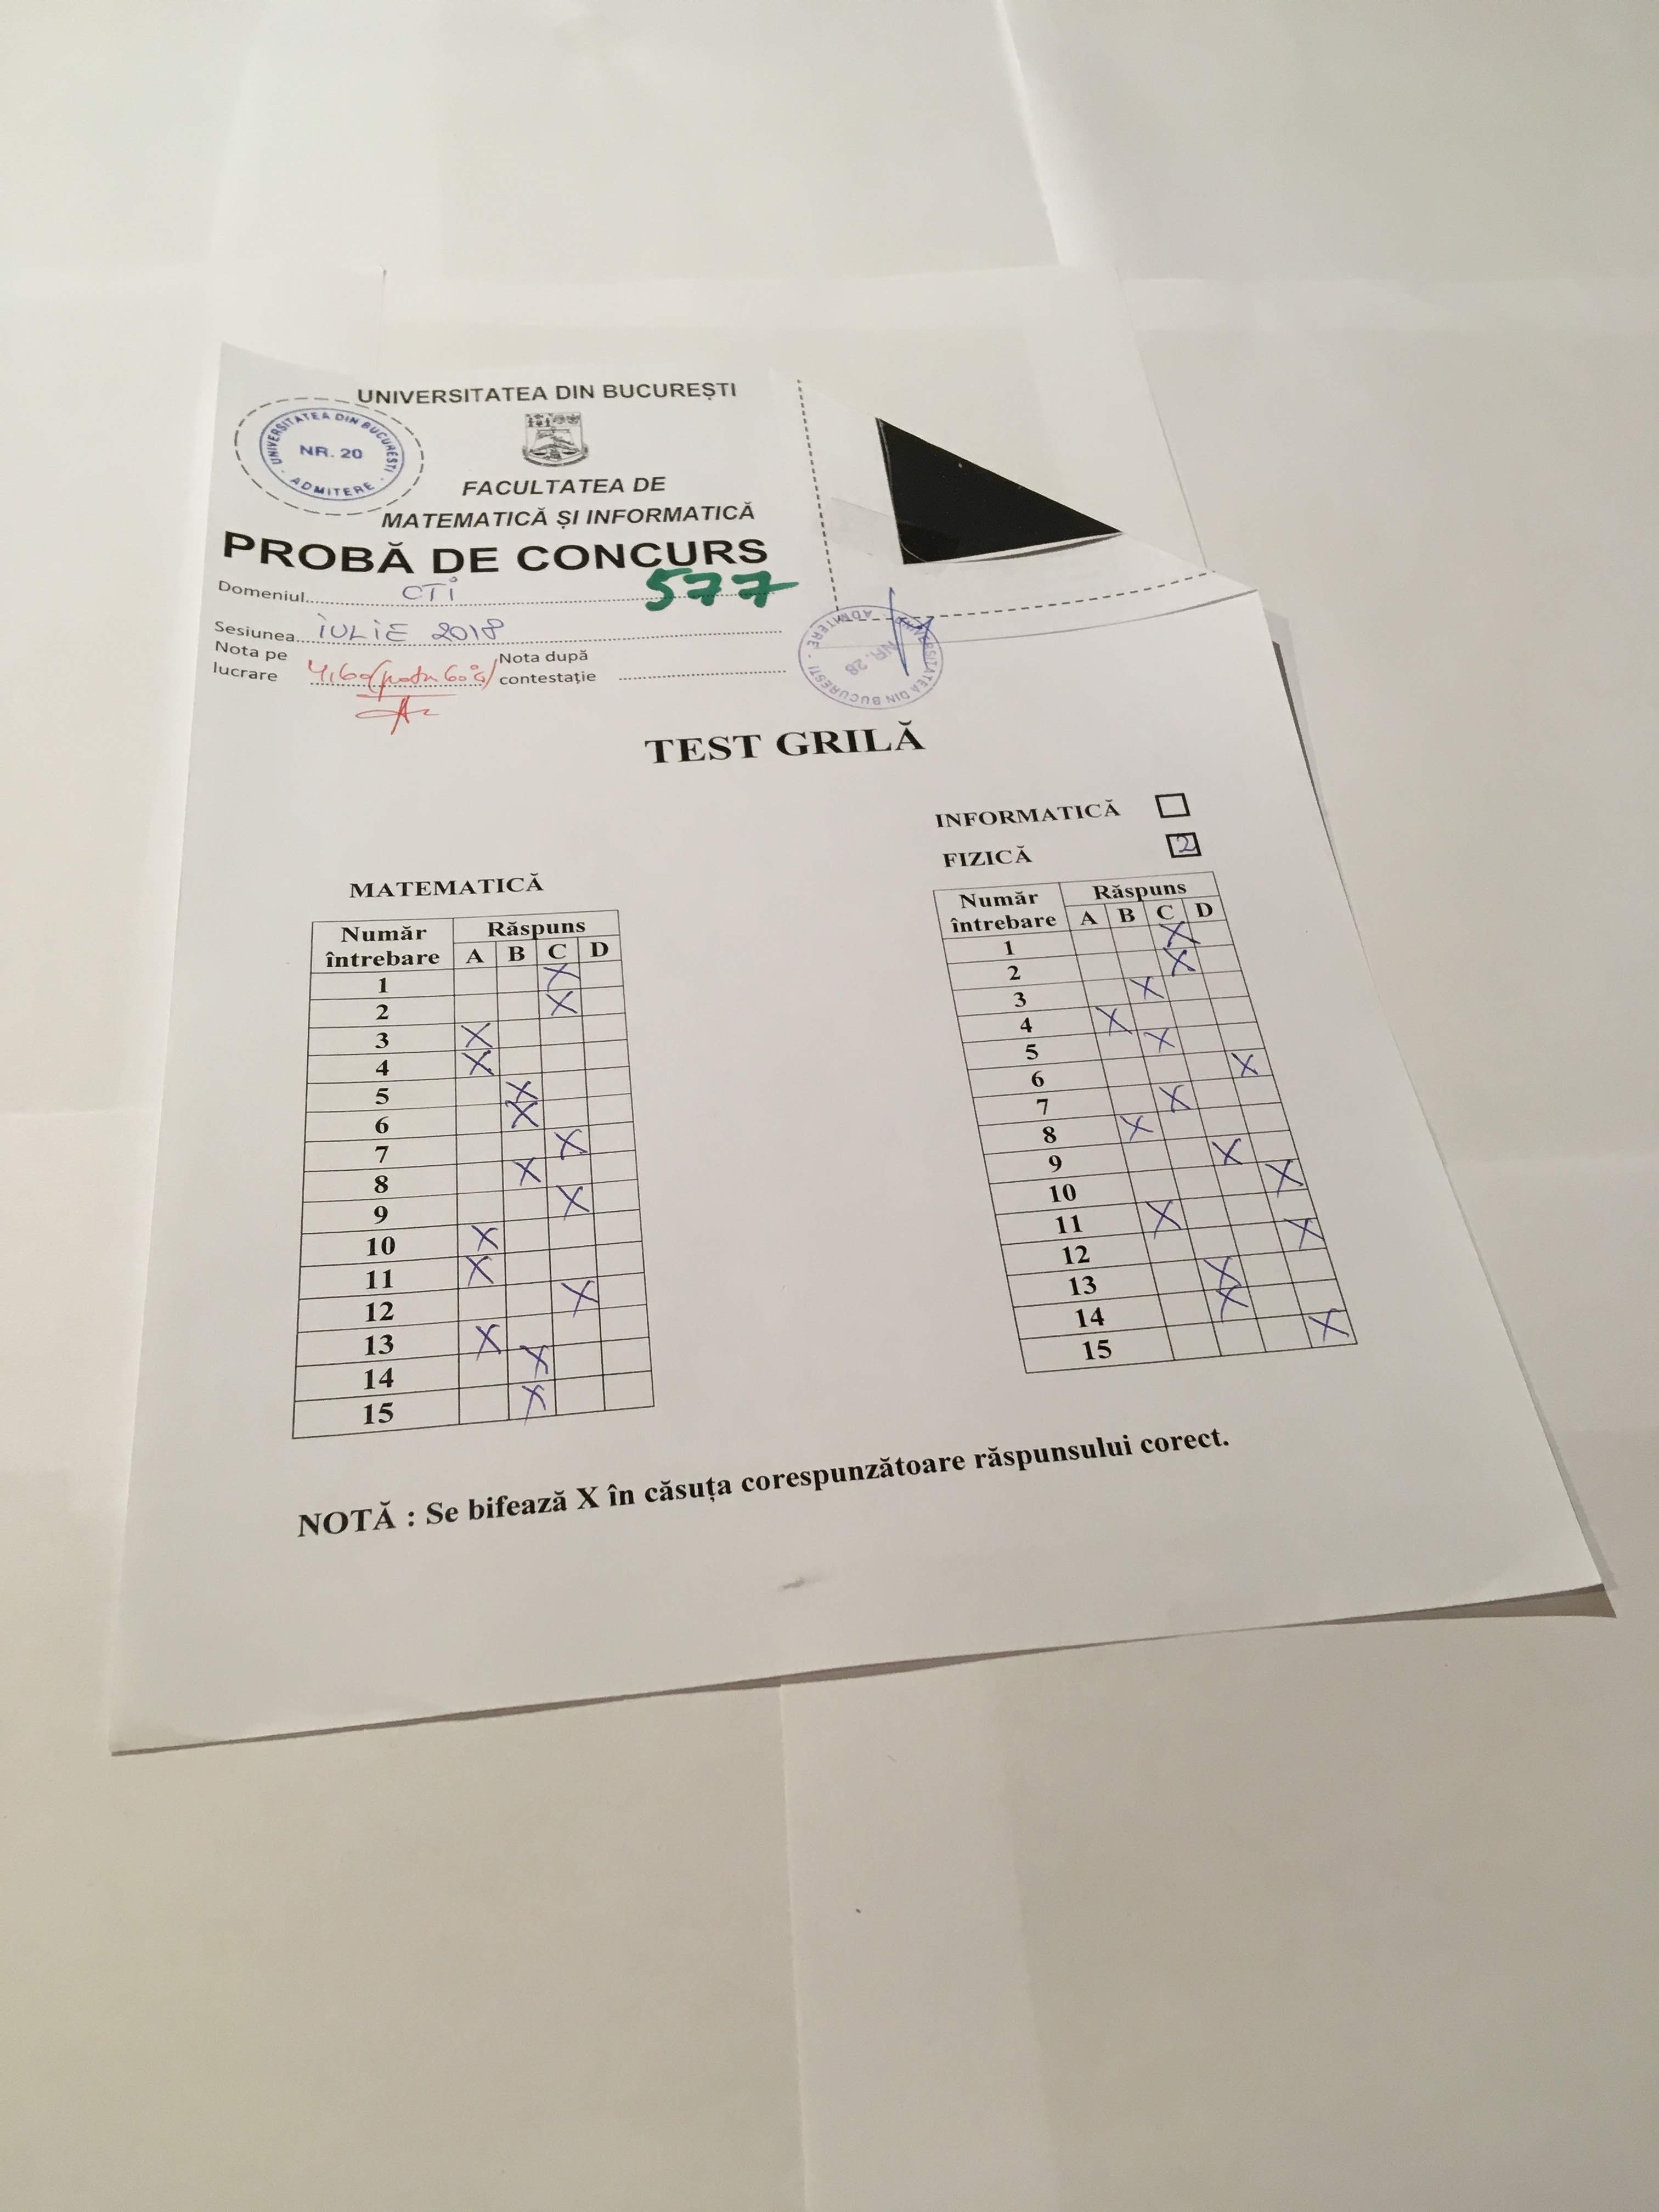 UNIVERSITATEA DIN BUCUREȘTI
UNIVERSITATEA DIN BUCUREȘTI
NR. 20
ADMITERE
FACULTATEA DE
MATEMATICĂ ȘI INFORMATICĂ
PROBĂ DE CONCURS
577
Domeniul CTI
Sesiunea IULIE 2018
Nota pe lucrare 4,60
Nota după contestație
UNIVERSITATEA DIN BUCUREȘTI
NR. 28
ADMITERE
TEST GRILĂ
INFORMATICĂ
FIZICĂ 2
MATEMATICĂ
Număr întrebare Răspuns
A B C D
1 X
2 X
3 X
4 X
5 X
6 X
7 X
8 X
9 X
10 X
11 X
12 X
13 X
14 X
15 X
Număr întrebare Răspuns
A B C D
1 X
2 X
3 X
4 X
5 X
6 X
7 X
8 X
9 X
10 X
11 X
12 X
13 X
14 X
15 X
NOTĂ : Se bifează X în căsuța corespunzătoare răspunsului corect.